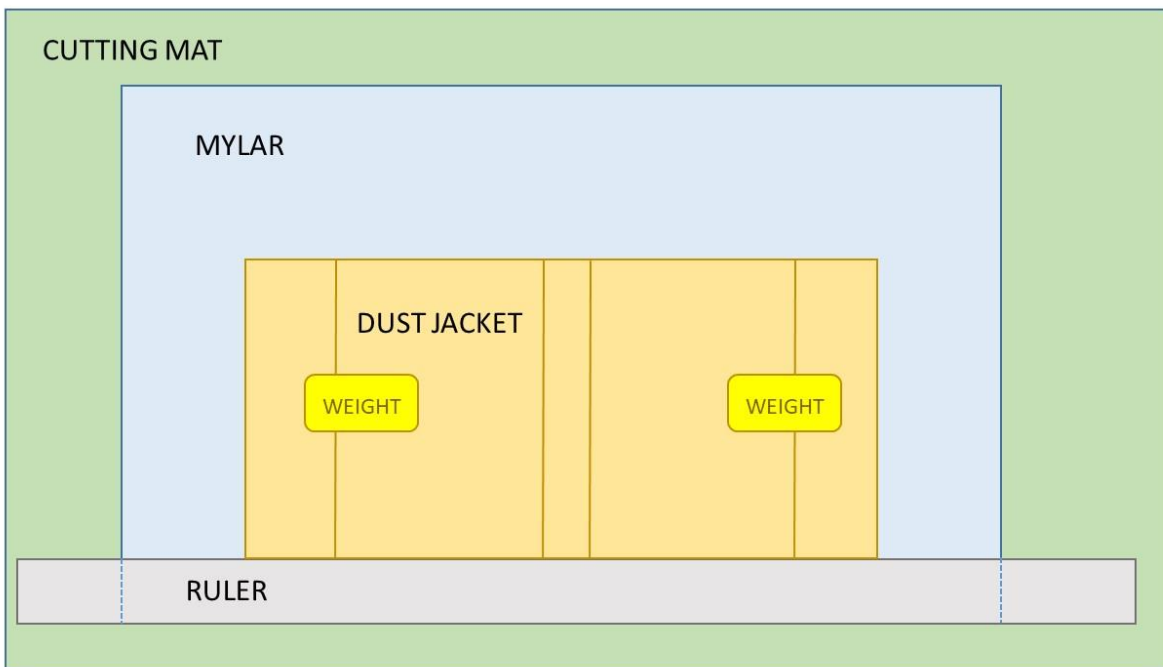 CUTTING MAT
MYLAR
DUST JACKET
WEIGHT
WEIGHT
RULER